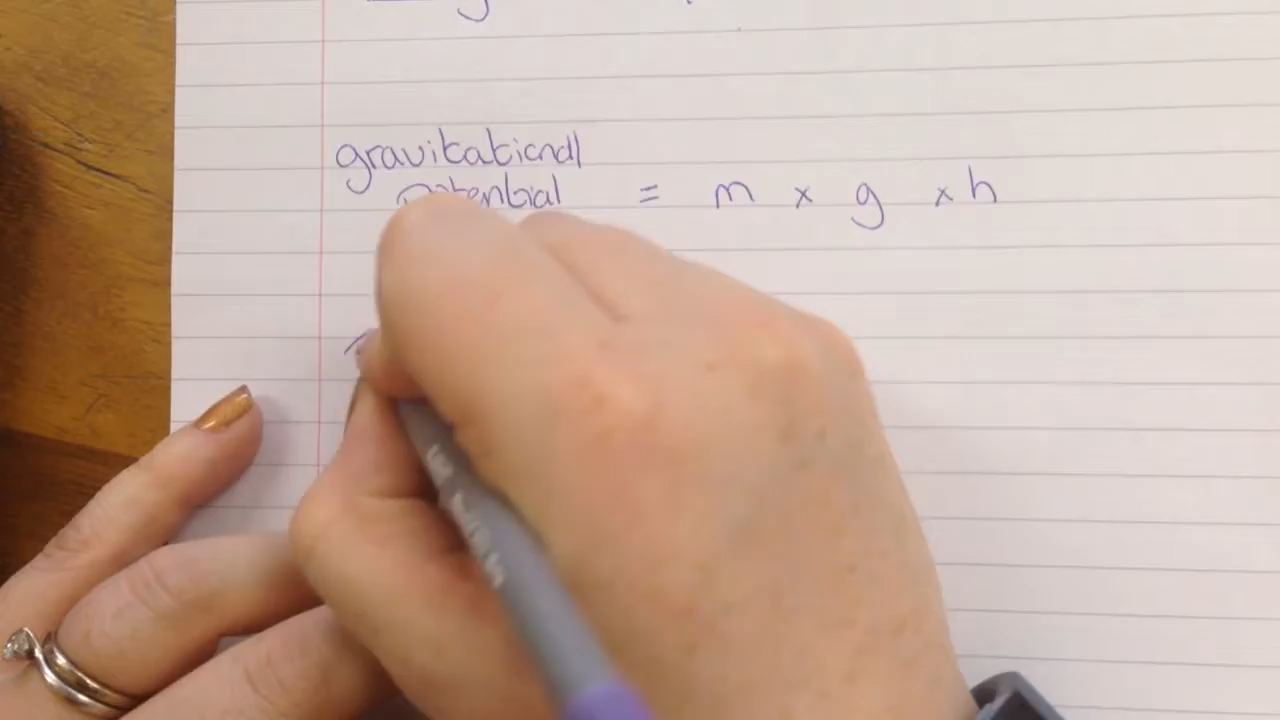 gravitational
potential = m x g x h